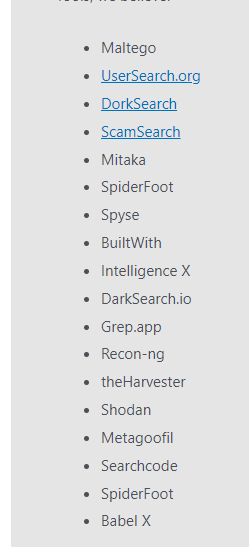 Maltego
UserSearch.org
DorkSearch
ScamSearch
Mitaka
SpiderFoot
Spyse
BuiltWith
Intelligence X
DarkSearch.io
Grep.app
Recon-ng
theHarvester
Shodan
Metagoofil
Searchcode
SpiderFoot
Babel X